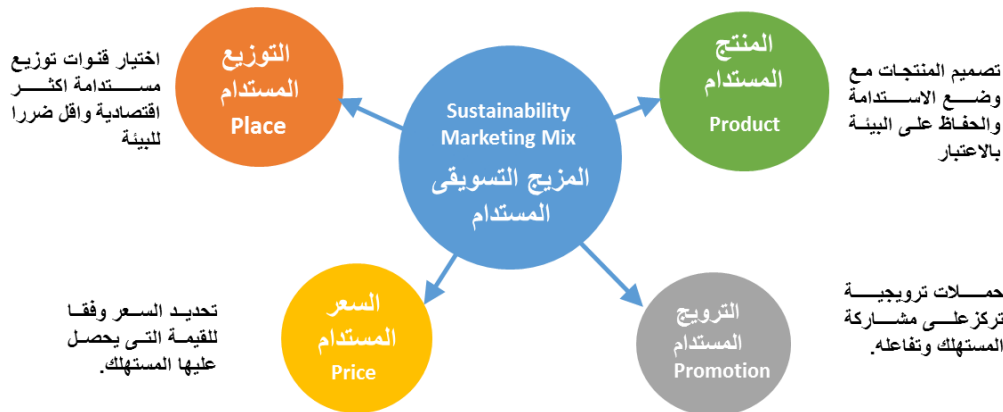 المنتج
المستدام
Product
تصميم المنتجات مع
وضع الاستدامة
والحفاظ على البيئة
بالاعتبار
التوزيع
المستدام
Place
اختيار قنوات توزيع
مستدامة اكثر
اقتصادية واقل ضررا
للبيئة
Sustainability
Marketing Mix
المزيج التسويقى
المستدام
الترويج
المستدام
Promotion
حملات ترويجية
تركزعلى مشاركة
المستهلك وتفاعله.
السعر
المستدام
Price
تحديد السعر وفقا
للقيمة التى يحصل
عليها المستهلك.